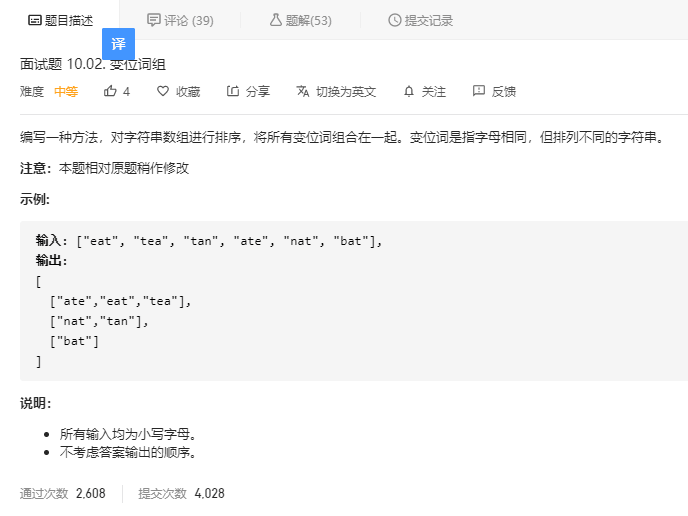 题目描述 评论 (39) 题解(53) 提交记录
译
面试题 10.02. 变位词组
难度 中等 4 收藏 分享 切换为英文 关注 反馈
编写一种方法，对字符串数组进行排序，将所有变位词组合在一起。变位词是指字母相同，但排列不同的字符串。
注意：本题相对原题稍作修改
示例:
输入: ["eat", "tea", "tan", "ate", "nat", "bat"],
输出:
[
["ate","eat","tea"],
["nat","tan"],
["bat"]
]
说明：
所有输入均为小写字母。
不考虑答案输出的顺序。
通过次数 2,608 提交次数 4,028